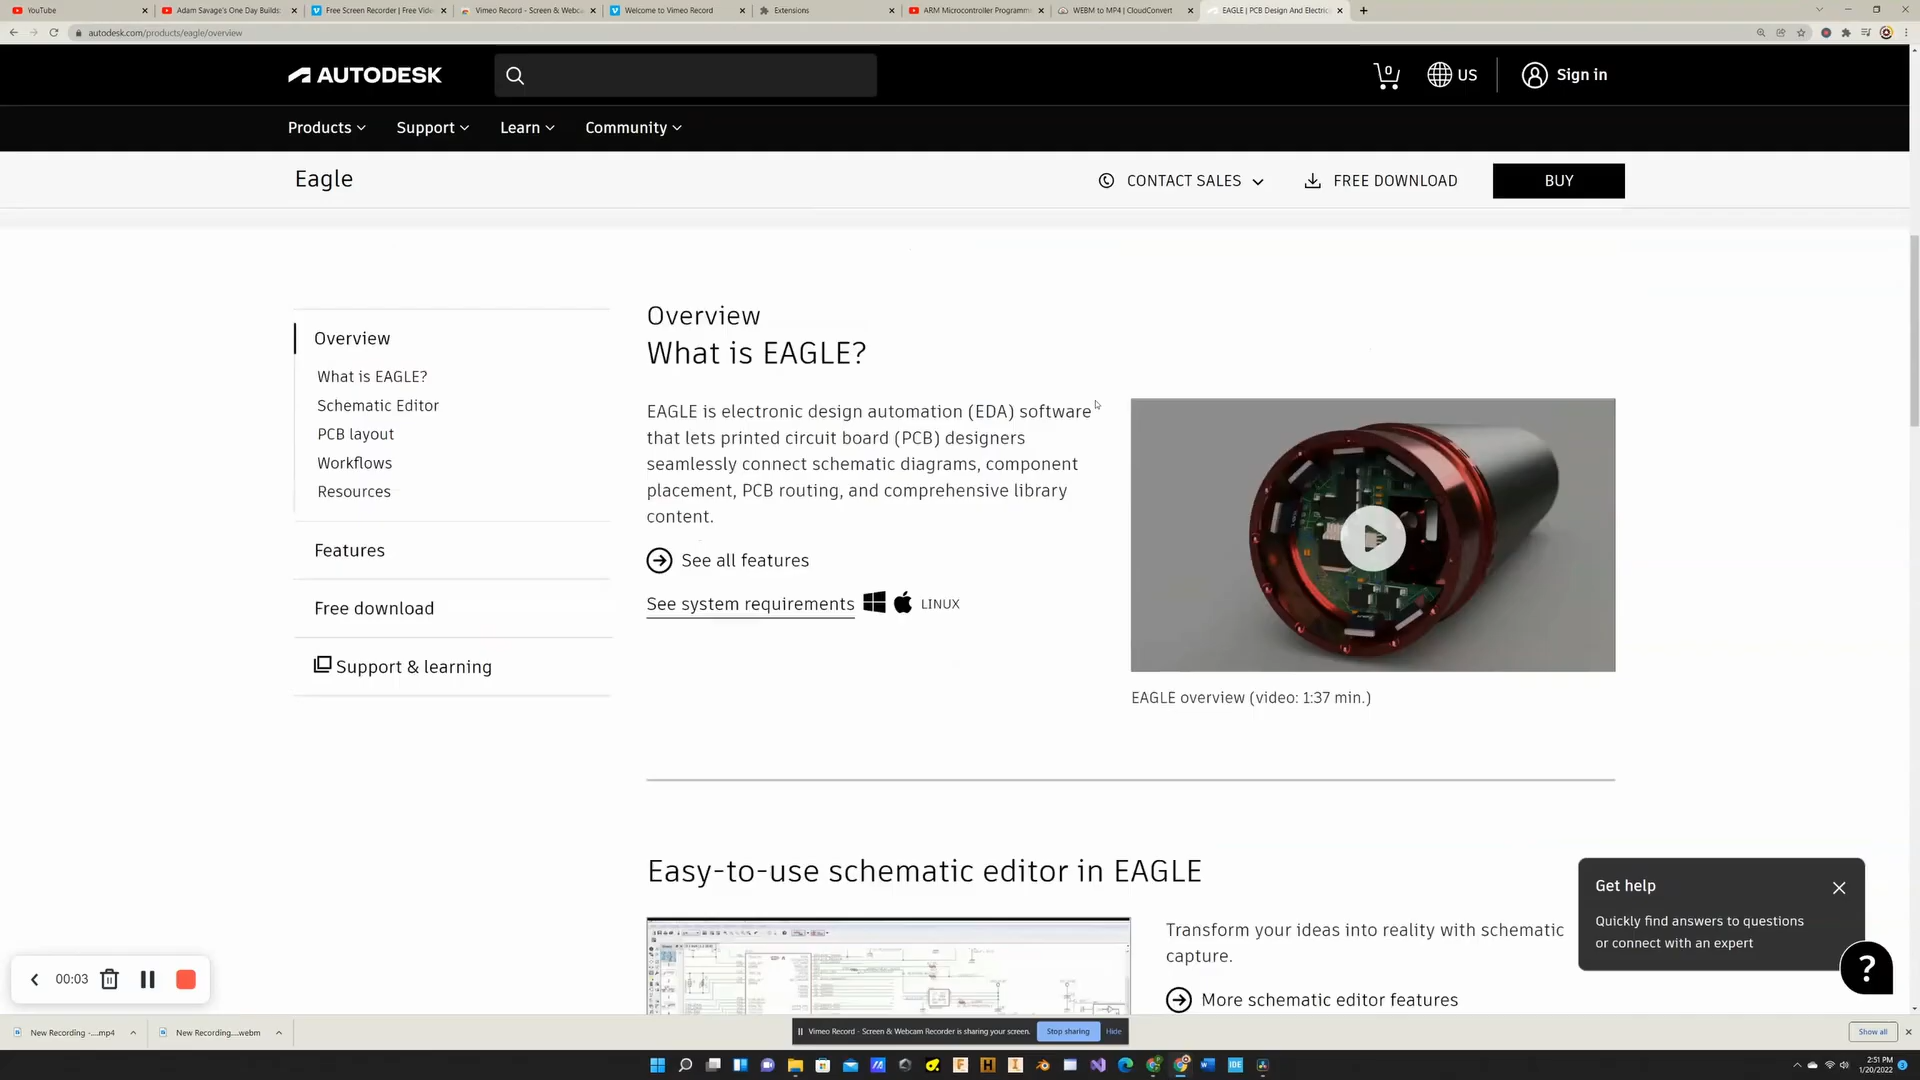 YouTube
Adam Savage's One Day Builds:
Free Screen Recorder | Free Vide
Vimeo Record - Screen & Webca
Welcome to Vimeo Record
Extensions
ARM Microcontroller Programm
WEBM to MP4 | CloudConvert
EAGLE | PCB Design And Electric
autodesk.com/products/eagle/overview
AUTODESK
0
US
Sign in
Products
Support
Learn
Community
Eagle
CONTACT SALES
FREE DOWNLOAD
BUY
Overview
What is EAGLE?
Schematic Editor
PCB layout
Workflows
Resources
Features
Free download
Support & learning
Overview
What is EAGLE?
EAGLE is electronic design automation (EDA) software
that lets printed circuit board (PCB) designers
seamlessly connect schematic diagrams, component
placement, PCB routing, and comprehensive library
content.
See all features
See system requirements
LINUX
EAGLE overview (video: 1:37 min.)
Easy-to-use schematic editor in EAGLE
Transform your ideas into reality with schematic
capture.
More schematic editor features
Get help
Quickly find answers to questions
or connect with an expert
?
00:03
New Recording -....mp4
New Recording....webm
Vimeo Record - Screen & Webcam Recorder is sharing your screen.
Stop sharing
Hide
Show all
IDE
2:51 PM
1/20/2022